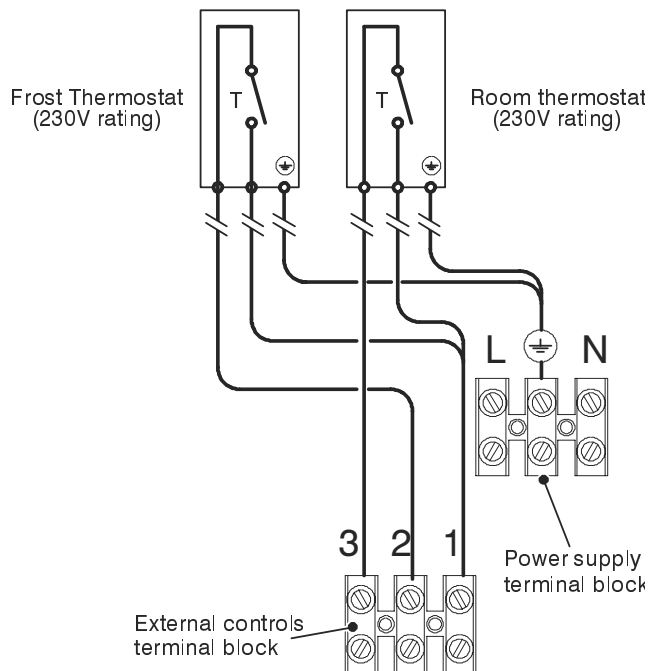 Frost Thermostat
(230V rating)
T
T
Room thermostat
(230V rating)
L
N
3
2
1
Power supply
terminal block
External controls
terminal block